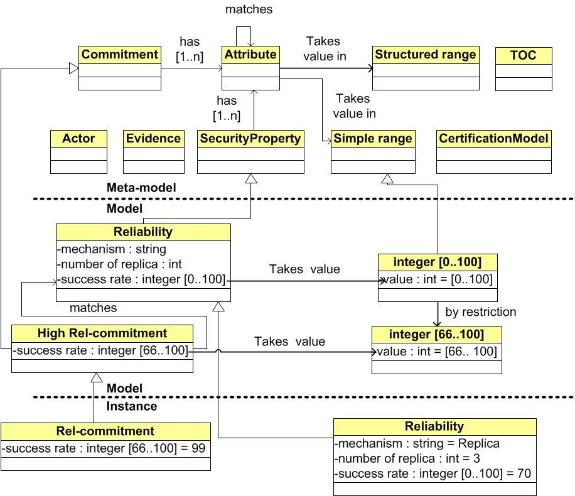 matches
Commitment
has
[1..n]
Attribute
Takes
value in
Structured range
TOC
has
[1..n]
Takes
value in
Actor
Evidence
SecurityProperty
Simple range
CertificationModel
Meta-model
Model
Reliability
-mechanism : string
-number of replica : int
-success rate : integer [0..100]
Takes value
integer [0..100]
-value : int = [0..100]
matches
by restriction
High Rel-commitment
-success rate : integer [66..100]
Takes value
integer [66..100]
-value : int = [66.. 100]
Model
Instance
Rel-commitment
-success rate : integer [66..100] = 99
Reliability
-mechanism : string = Replica
-number of replica : int = 3
-success rate : integer [0..100] = 70